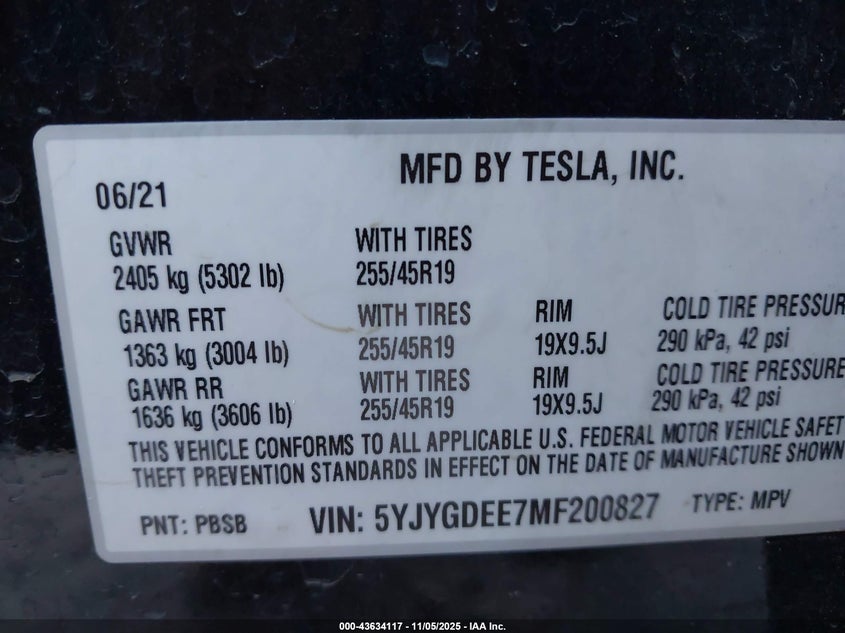 MFD BY TESLA, INC.
06/21
GVWR WITH TIRES
2405 kg (5302 lb) 255/45R19
GAWR FRT WITH TIRES RIM COLD TIRE PRESSUR
1363 kg (3004 lb) 255/45R19 19X9.5J 290 kPa, 42 psi
GAWR RR WITH TIRES RIM COLD TIRE PRESSURE
1636 kg (3606 lb) 255/45R19 19X9.5J 290 kPa, 42 psi
THIS VEHICLE CONFORMS TO ALL APPLICABLE U.S. FEDERAL MOTOR VEHICLE SAFET
THEFT PREVENTION STANDARDS IN EFFECT ON THE DATE OF MANUFACTURE SHOWN
PNT: PBSB VIN: 5YJYGDEE7MF200827 TYPE: MPV
000-43634117 - 11/05/2025 - IAA Inc.